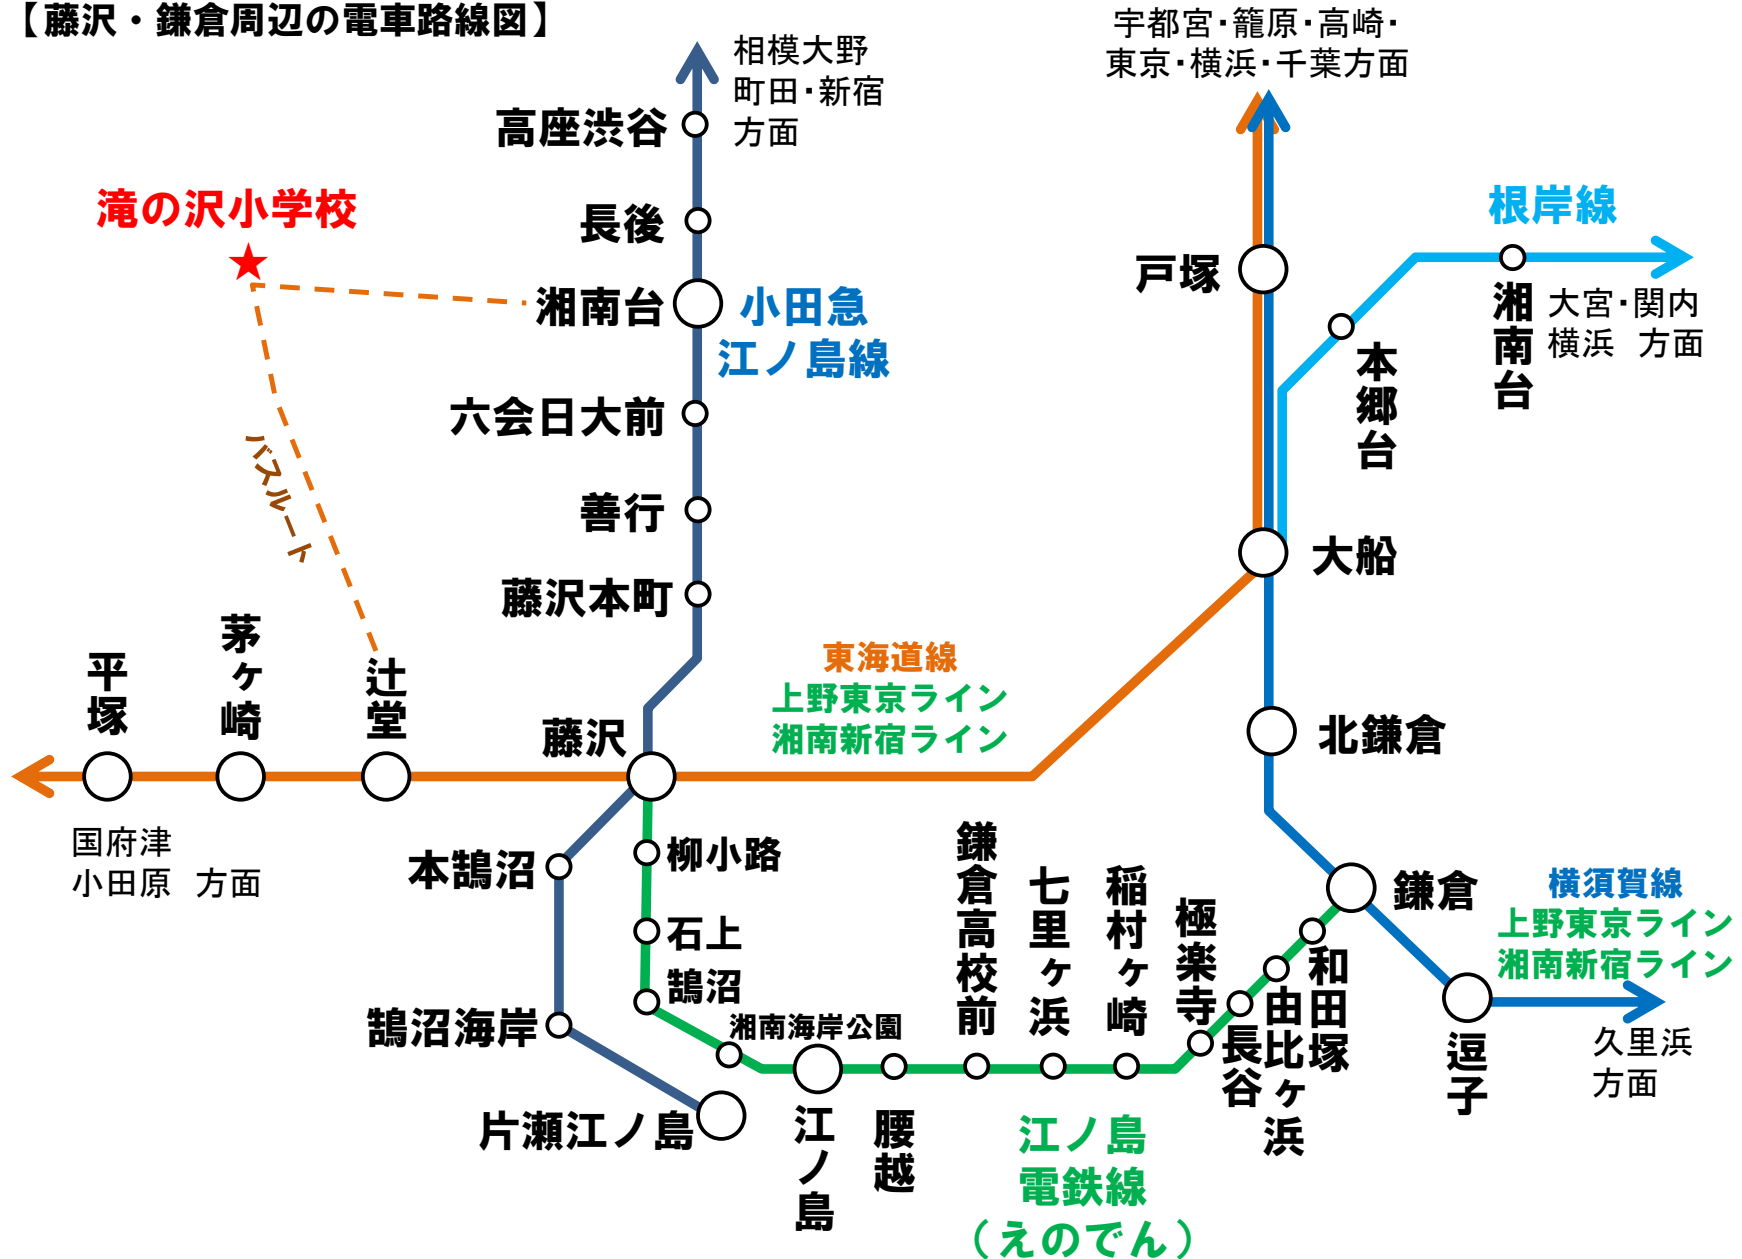 【藤沢・鎌倉周辺の電車路線図】
相模大野
町田・新宿
方面
宇都宮・籠原・高崎・
東京・横浜・千葉方面
高座渋谷
長後
滝の沢小学校
湘南台
小田急
江ノ島線
六会日大前
善行
藤沢本町
バスルート
戸塚
根岸線
湘南台
大宮・関内
横浜 方面
本郷台
大船
平塚
茅ヶ崎
辻堂
藤沢
東海道線
上野東京ライン
湘南新宿ライン
北鎌倉
国府津
小田原 方面
本鵠沼
柳小路
石上
鵠沼
鵠沼海岸
湘南海岸公園
片瀬江ノ島
江ノ島
腰越
鎌倉高校前
七里ヶ浜
稲村ヶ崎
極楽寺
長谷
由比ヶ浜
和田塚
鎌倉
横須賀線
上野東京ライン
湘南新宿ライン
逗子
久里浜
方面
江ノ島
電鉄線
（えのでん）